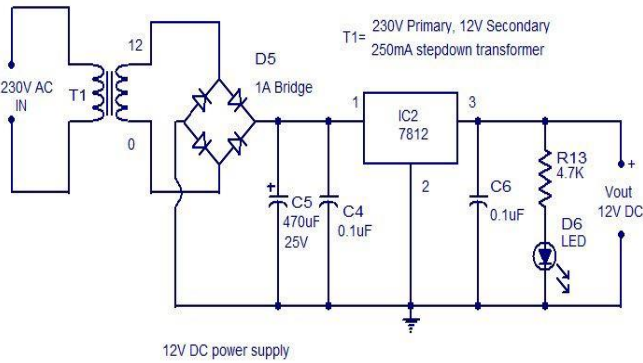 T1= 230V Primary, 12V Secondary
250mA stepdown transformer
12
D5
1A Bridge
230V AC
IN
T1
0
1
IC2
7812
3
2
+
C5
470uF
25V
C4
0.1uF
C6
0.1uF
R13
4.7K
D6
LED
+
Vout
12V DC
-
12V DC power supply